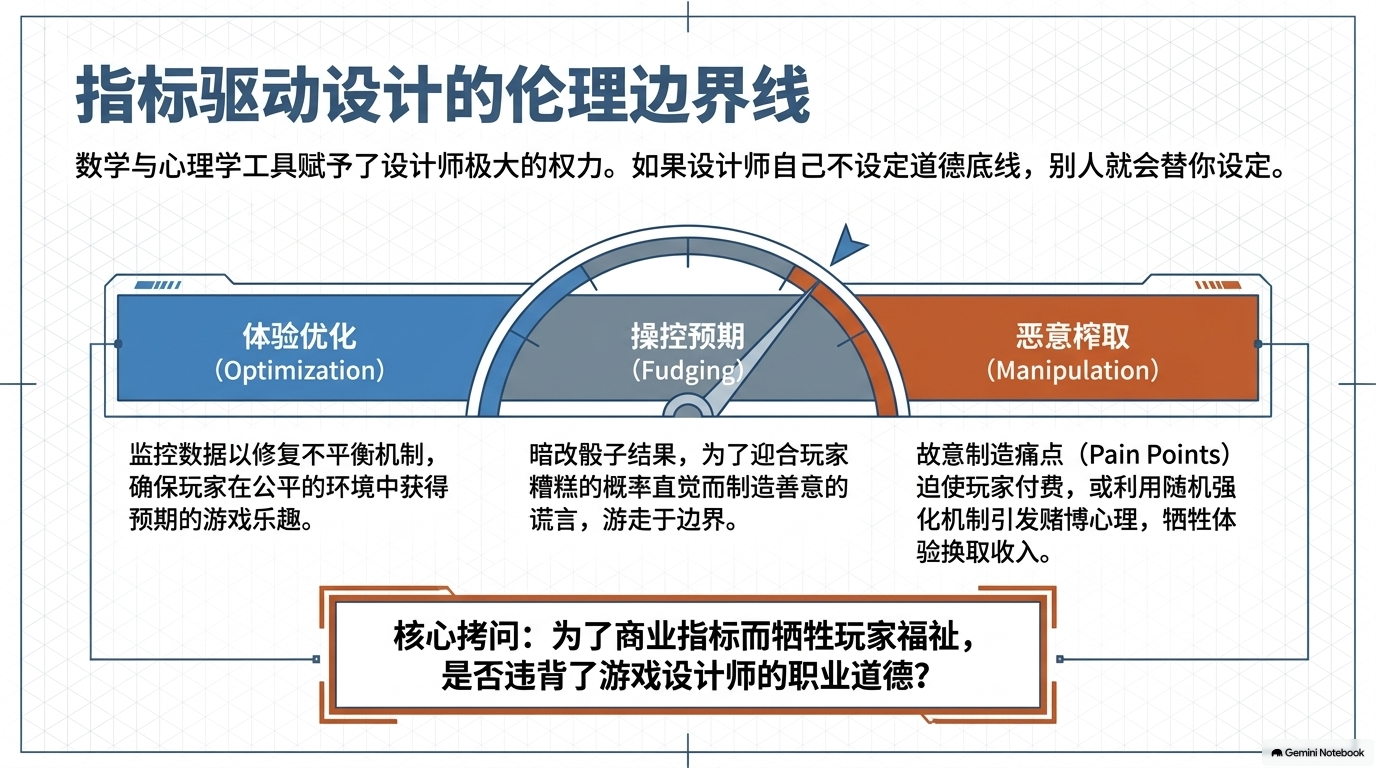 指标驱动设计的伦理边界线
数学与心理学工具赋予了设计师极大的权力。如果设计师自己不设定道德底线，别人就会替你设定。
体验优化
（Optimization）
操控预期
（Fudging）
恶意榨取
（Manipulation）
监控数据以修复不平衡机制，
确保玩家在公平的环境中获得
预期的游戏乐趣。
暗改骰子结果，为了迎合玩家
糟糕的概率直觉而制造善意的
谎言，游走于边界。
故意制造痛点（Pain Points）
迫使玩家付费，或利用随机强
化机制引发赌博心理，牺牲体
验换取收入。
核心拷问：为了商业指标而牺牲玩家福祉，
是否违背了游戏设计师的职业道德？
Gemini Notebook